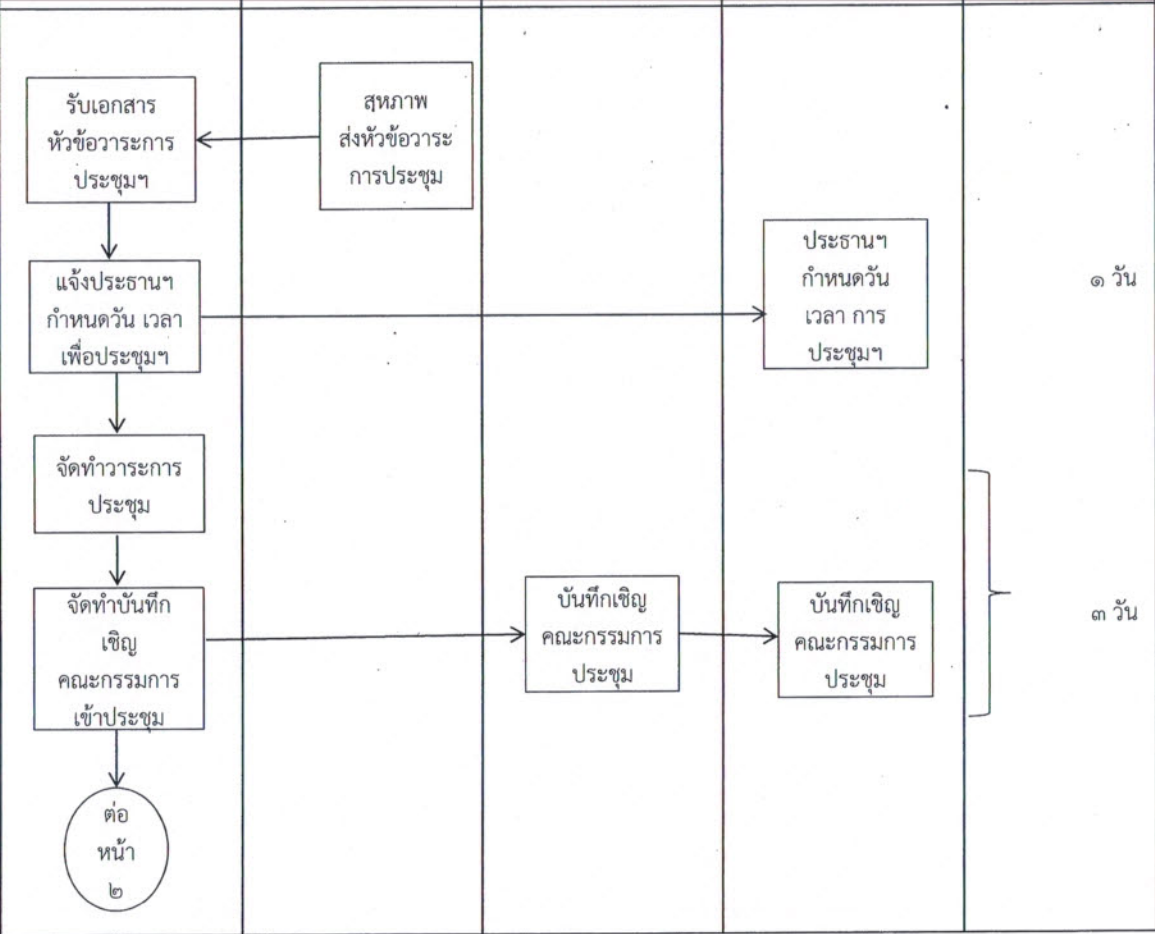 รับเอกสาร
หัวข้อวาระการ
ประชุมฯ
สุหภาพ
ส่งหัวข้อวาระ
การประชุม
แจ้งประธานฯ
กำหนดวัน เวลา
เพื่อประชุมฯ
ประธานฯ
กำหนดวัน
เวลา การ
ประชุมฯ
๑ วัน
จัดทำวาระการ
ประชุม
จัดทำบันทึก
เชิญ
คณะกรรมการ
เข้าประชุม
บันทึกเชิญ
คณะกรรมการ
ประชุม
บันทึกเชิญ
คณะกรรมการ
ประชุม
๓ วัน
ต่อ
หน้า
๒